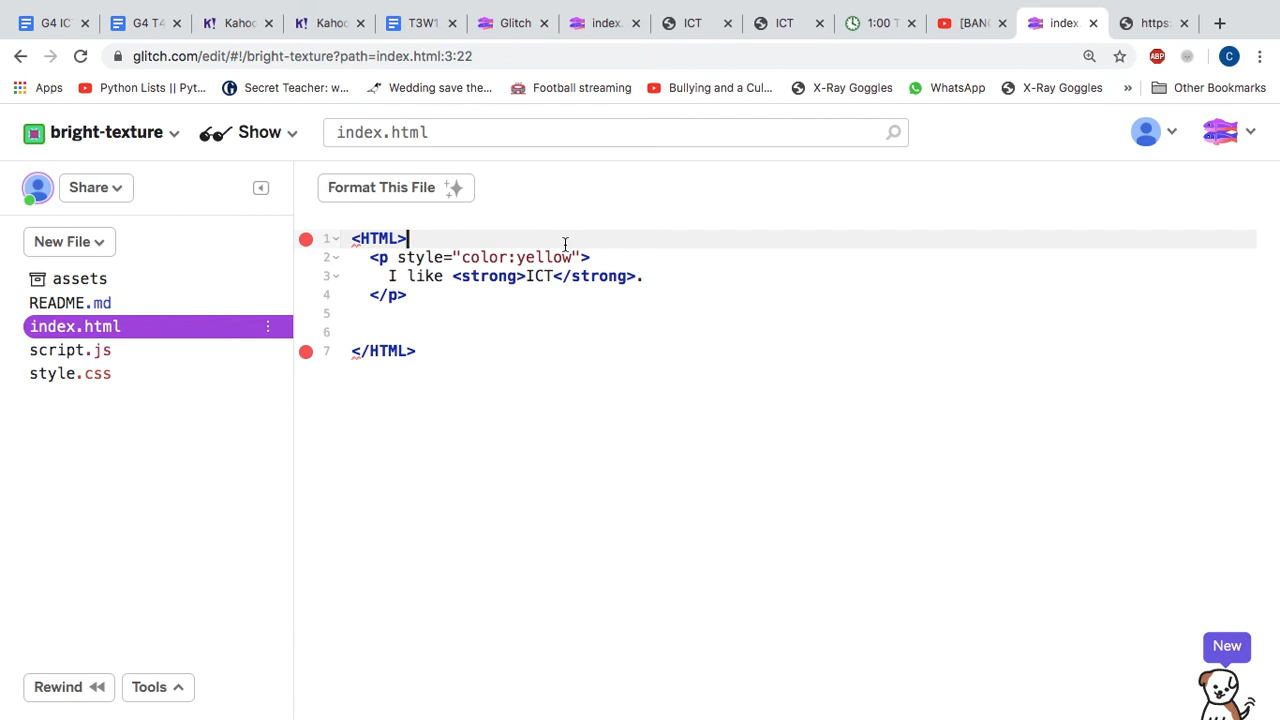 G4 IC
G4 T4
Kahoo
Kahoo
T3W1
Glitch
index.
ICT
ICT
1:00 T
[BAN
index.
https:
glitch.com/edit/#!/bright-texture?path=index.html:3:22
ABP
C
Apps
Python Lists || Pyt...
Secret Teacher: w...
Wedding save the...
Football streaming
Bullying and a Cul...
X-Ray Goggles
WhatsApp
X-Ray Goggles
»
Other Bookmarks
bright-texture
Show
index.html
Share
Format This File
New File
assets
README.md
index.html
script.js
style.css
1 <HTML>
2 <p style="color:yellow">
3 I like <strong>ICT</strong>.
4 </p>
5
6
7 </HTML>
Rewind
Tools
New